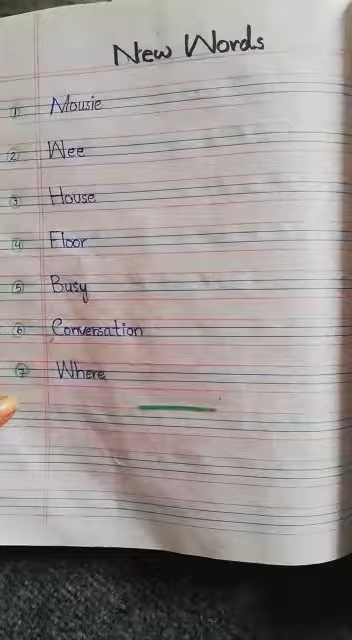 New Words
① Mousie
② Wee
③ House
④ Floor
⑤ Busy
⑥ Conversation
⑦ Where